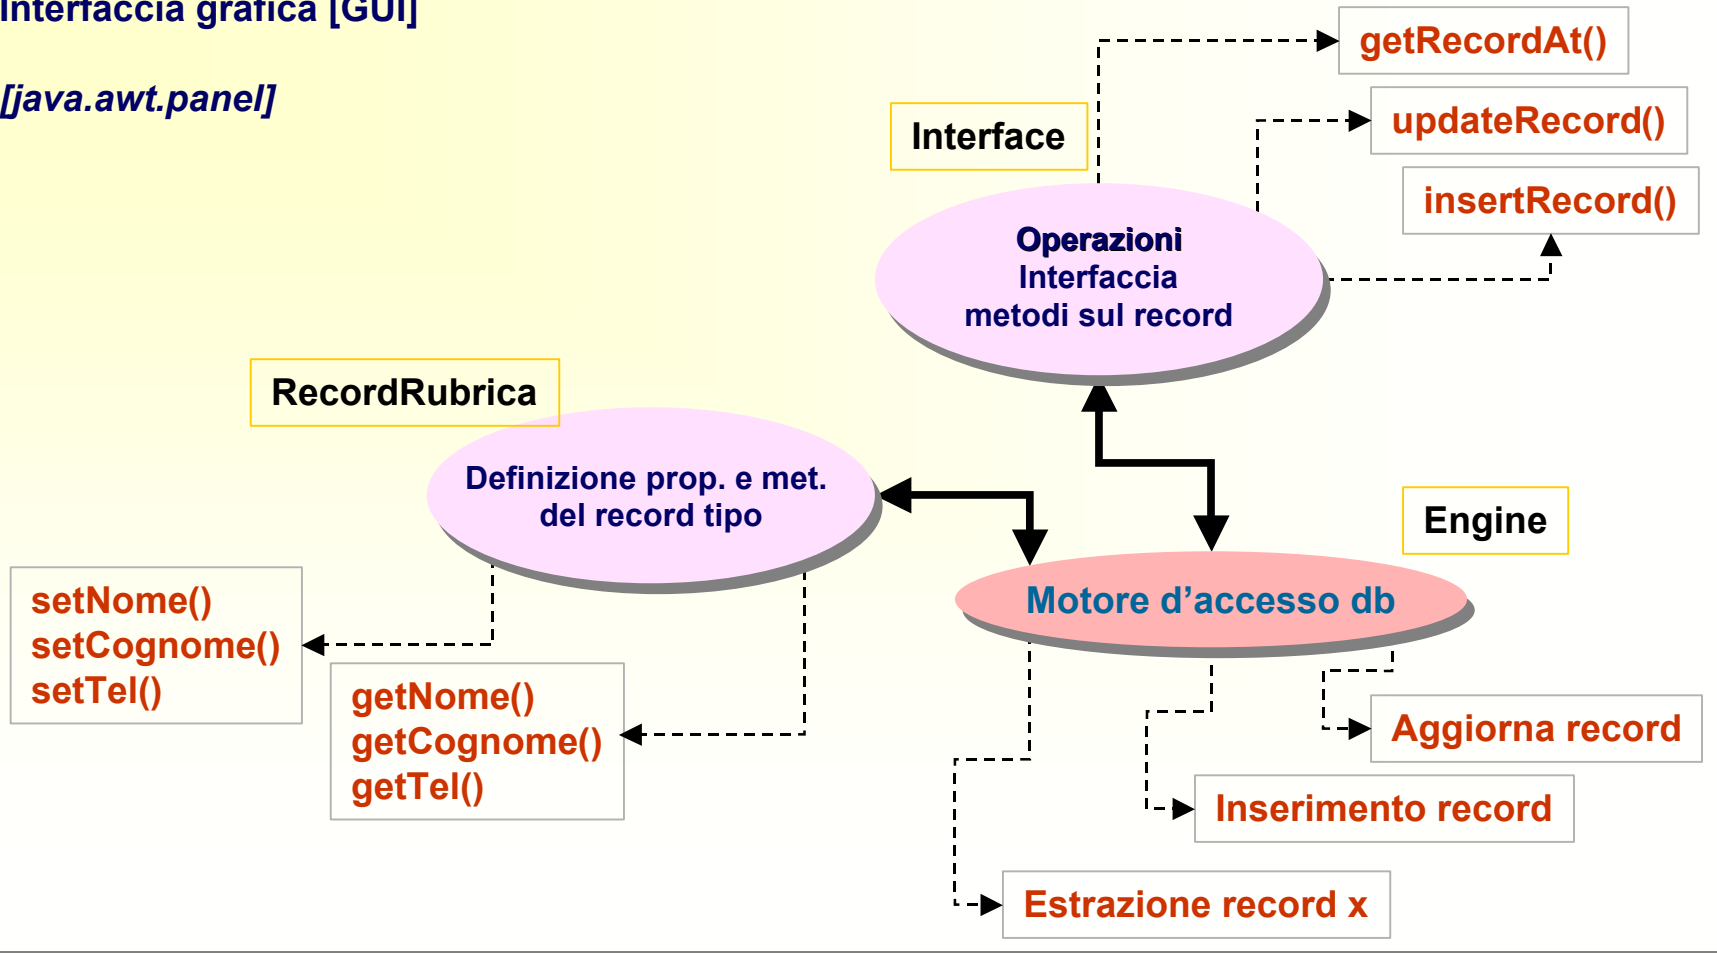 Interfaccia grafica [GUI]
[java.awt.panel]
getRecordAt()
updateRecord()
insertRecord()
Interface
Operazioni
Interfaccia
metodi sul record
RecordRubrica
Definizione prop. e met.
del record tipo
Engine
Motore d’accesso db
setNome()
setCognome()
setTel()
getNome()
getCognome()
getTel()
Aggiorna record
Inserimento record
Estrazione record x